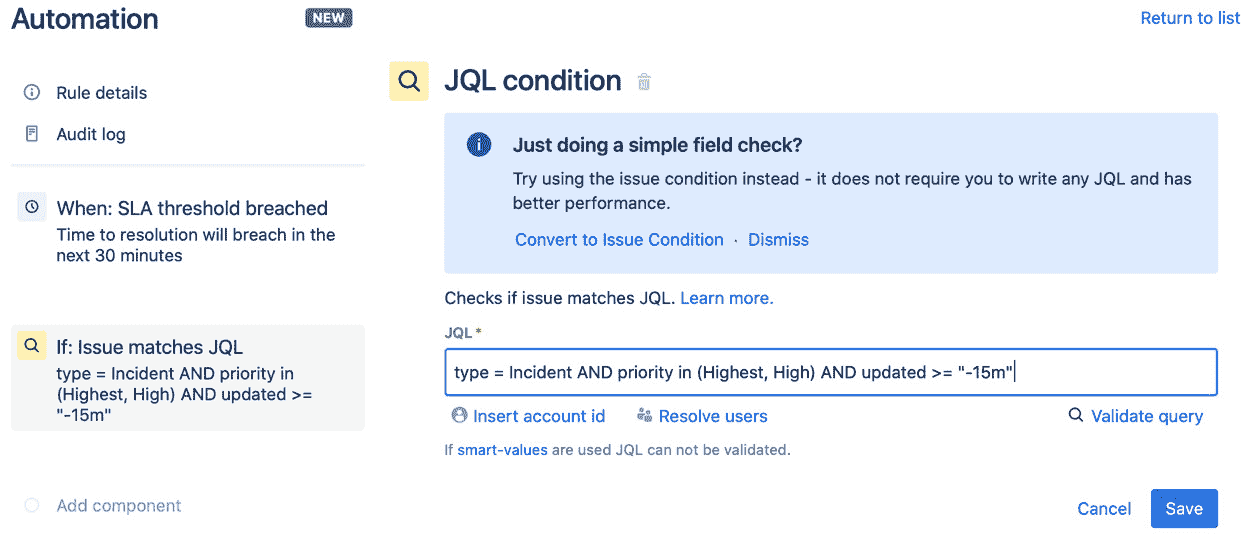 Automation
NEW
Return to list
Rule details
Audit log
When: SLA threshold breached
Time to resolution will breach in the
next 30 minutes
If: Issue matches JQL
type = Incident AND priority in
(Highest, High) AND updated >=
"-15m"
Add component
JQL condition
Just doing a simple field check?
Try using the issue condition instead - it does not require you to write any JQL and has
better performance.
Convert to Issue Condition · Dismiss
Checks if issue matches JQL. Learn more.
JQL *
type = Incident AND priority in (Highest, High) AND updated >= "-15m"
Insert account id Resolve users Validate query
If smart-values are used JQL can not be validated.
Cancel Save